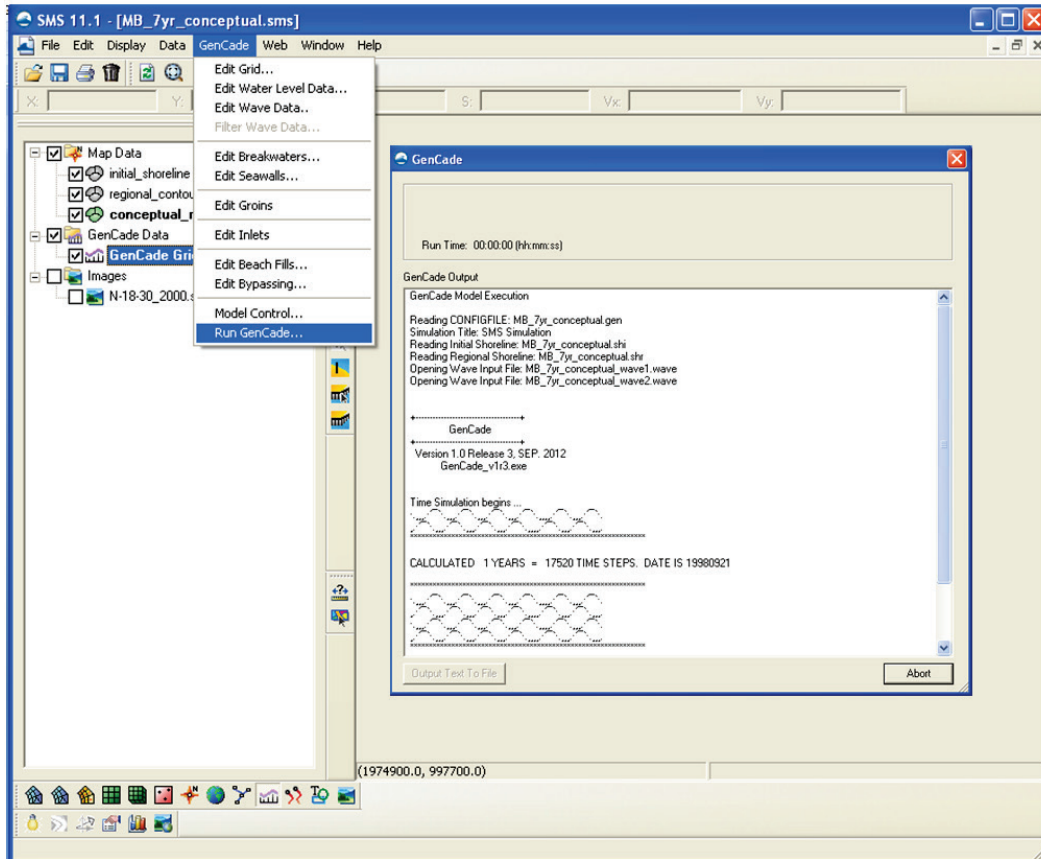 SMS 11.1 - [MB_7yr_conceptual.sms]
File Edit Display Data GenCade Web Window Help
X: Y: S: Vx: Vy:
Edit Grid...
Edit Water Level Data...
Edit Wave Data..
Filter Wave Data...
Edit Breakwaters...
Edit Seawalls...
Edit Groins
Edit Inlets
Edit Beach Fills...
Edit Bypassing...
Model Control...
Run GenCade...
Map Data
initial_shoreline
regional_contou
conceptual_r
GenCade Data
GenCade Gri
Images
N-18-30_2000.s
GenCade
Run Time: 00:00:00 (hh:mm:ss)
GenCade Output
GenCade Model Execution
Reading CONFIGFILE: MB_7yr_conceptual.gen
Simulation Title: SMS Simulation
Reading Initial Shoreline: MB_7yr_conceptual.shi
Reading Regional Shoreline: MB_7yr_conceptual.shr
Opening Wave Input File: MB_7yr_conceptual_wave1.wave
Opening Wave Input File: MB_7yr_conceptual_wave2.wave
GenCade
Version 1.0 Release 3, SEP. 2012
GenCade_v1r3.exe
Time Simulation begins ...
CALCULATED 1 YEARS = 17520 TIME STEPS. DATE IS 19980921
Output Text To File
Abort
(1974900.0, 997700.0)